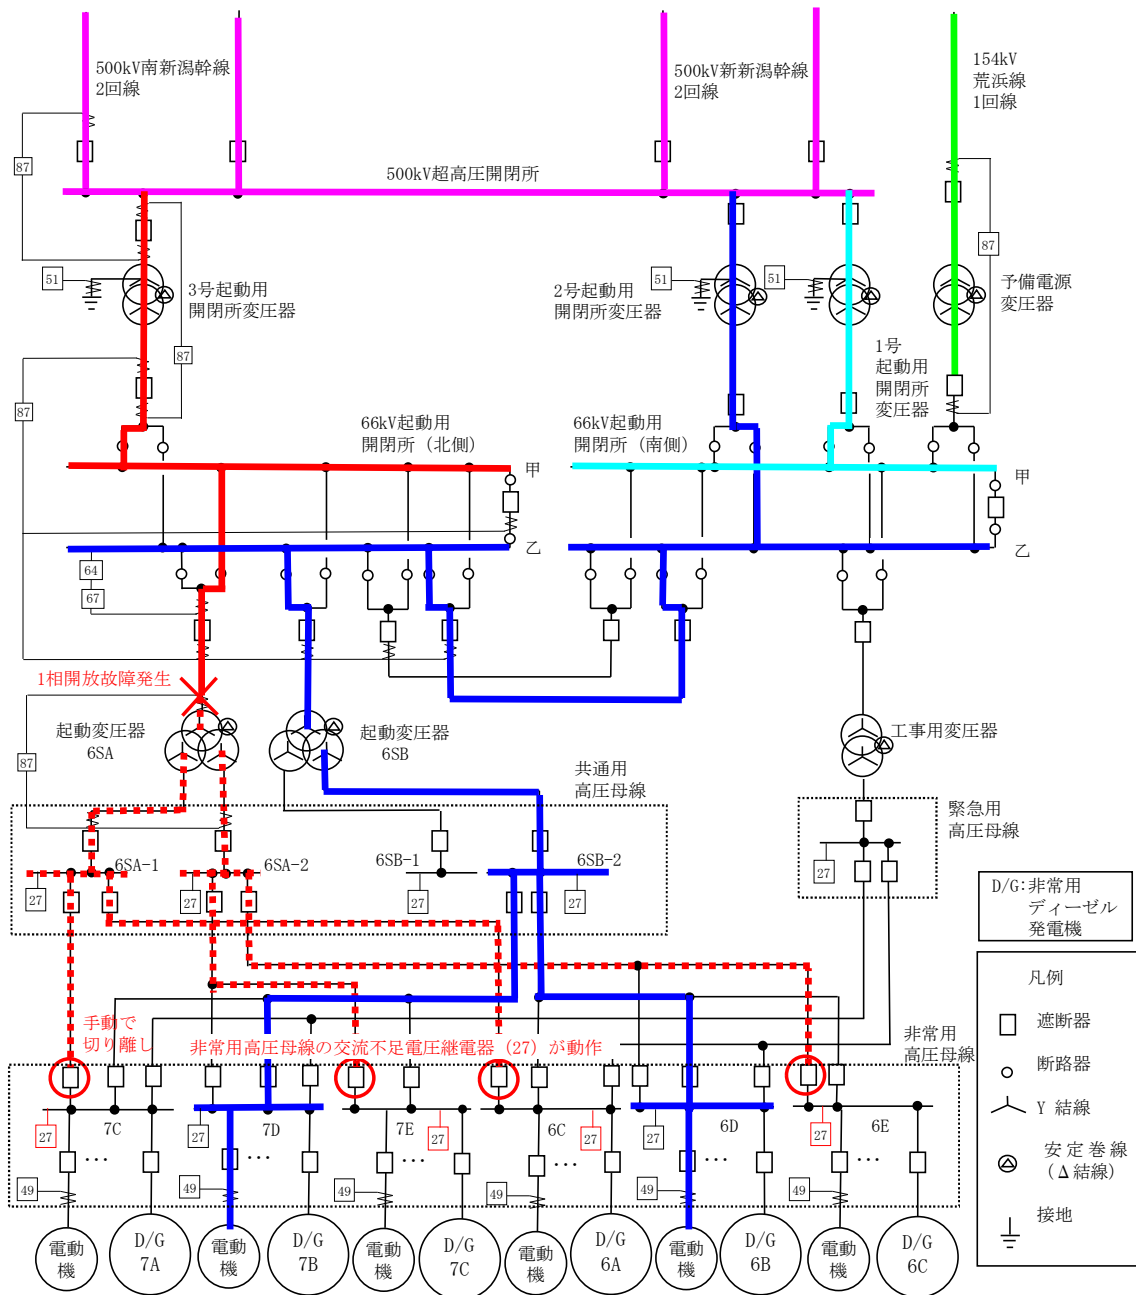 500kV南新潟幹線
2回線
500kV新新潟幹線
2回線
154kV
荒浜線
1回線
87
500kV超高圧開閉所
87
51
3号起動用
開閉所変圧器
51
2号起動用
開閉所変圧器
51
予備電源
変圧器
87
1号
起動用
開閉所
変圧器
87
66kV起動用
開閉所（北側）
66kV起動用
開閉所（南側）
甲
甲
乙
乙
64
67
1相開放故障発生
起動変圧器
6SA
起動変圧器
6SB
工事用変圧器
87
共通用
高圧母線
緊急用
高圧母線
6SA-1
6SA-2
6SB-1
6SB-2
27
27
27
27
27
D/G:非常用
ディーゼル
発電機
凡例
遮断器
断路器
Y 結線
安定巻線
(Δ結線)
接地
手動で
切り離し
非常用高圧母線の交流不足電圧継電器（27）が動作
非常用
高圧母線
7C
7D
7E
6C
6D
6E
27
27
27
27
27
27
…
…
…
…
…
…
49
49
49
49
49
49
電動
機
D/G
7A
電動
機
D/G
7B
電動
機
D/G
7C
電動
機
D/G
6A
電動
機
D/G
6B
電動
機
D/G
6C